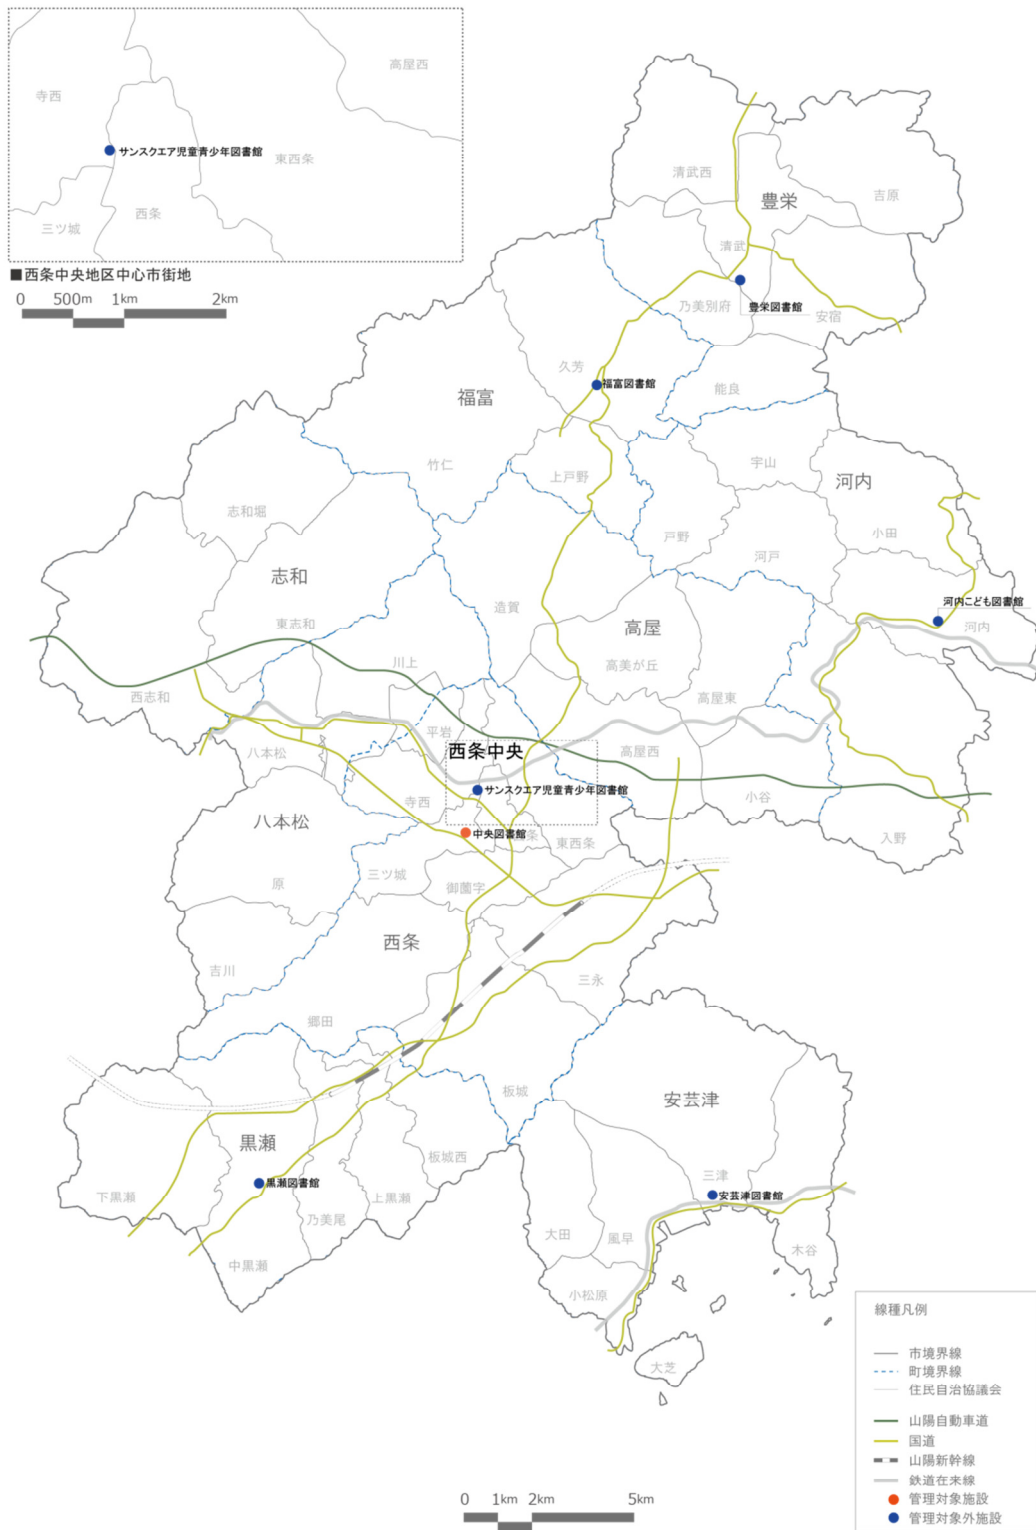 高屋西
寺西
サンスクエア児童青少年図書館
東西条
西条
三ツ城
■西条中央地区中心市街地
0 500m 1km 2km
清武西
豊栄
吉原
清武
乃美別府
豊栄図書館
安宿
久芳
福富図書館
能良
福富
竹仁
上戸野
宇山
河内
志和堀
戸野
小田
河戸
志和
造賀
河内こども図書館
東志和
高屋
河内
川上
高美が丘
西志和
高屋東
平岩
八本松
西条中央
高屋西
サンスクエア児童青少年図書館
小谷
寺西
八本松
中央図書館
条
東西条
入野
原
三ツ城
御薗宇
西条
吉川
三永
郷田
板城
安芸津
黒瀬
板城西
三津
下黒瀬
黒瀬図書館
上黒瀬
安芸津図書館
乃美尾
大田
風早
木谷
中黒瀬
小松原
大芝
線種凡例
市境界線
町境界線
住民自治協議会
山陽自動車道
国道
山陽新幹線
鉄道在来線
管理対象施設
管理対象外施設
0 1km 2km 5km